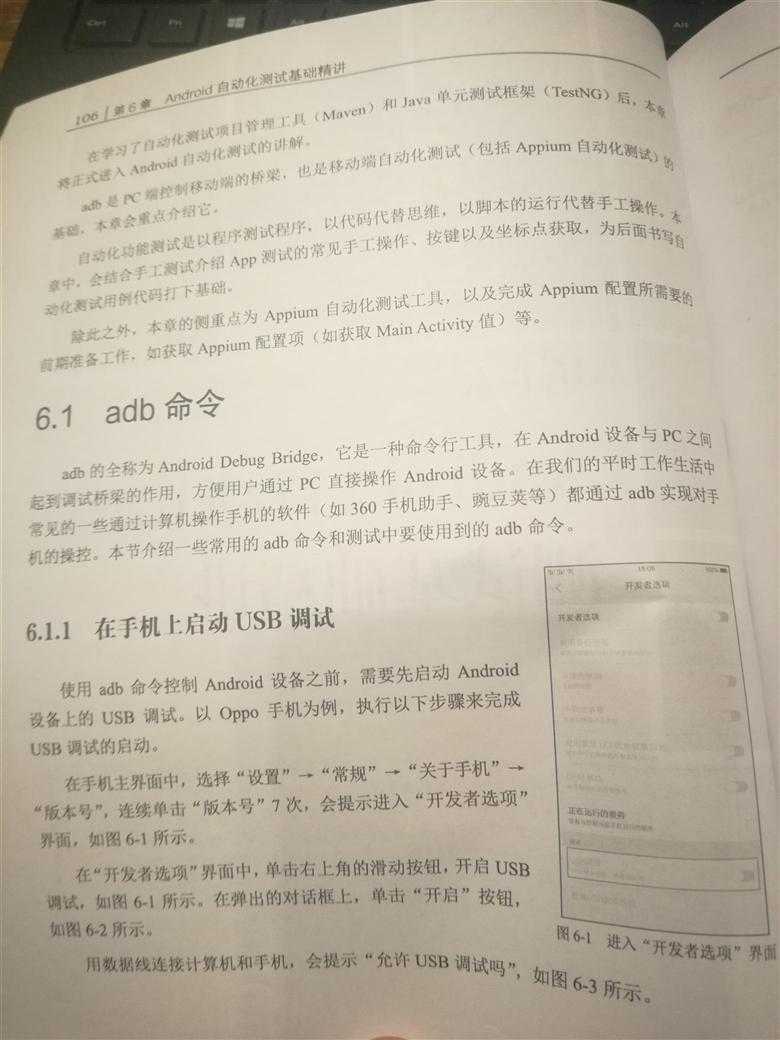 Ctrl
Fn
Alt
Alt
106 | 第6章 Android 自动化测试基础精讲
在学习了自动化测试项目管理工具（Maven）和 Java 单元测试框架（TestNG）后，本章
将正式进入 Android 自动化测试的讲解。
adb 是 PC 端控制移动端的桥梁，也是移动端自动化测试（包括 Appium 自动化测试）的
基础，本章会重点介绍它。
自动化功能测试是以程序测试程序，以代码代替思维，以脚本的运行代替手工操作。本
章中，会结合手工测试介绍 App 测试的常见手工操作、按键以及坐标点获取，为后面书写自
动化测试用例代码打下基础。
除此之外，本章的侧重点为 Appium 自动化测试工具，以及完成 Appium 配置所需要的
前期准备工作，如获取 Appium 配置项（如获取 Main Activity 值）等。
6.1 adb 命令
adb 的全称为 Android Debug Bridge，它是一种命令行工具，在 Android 设备与 PC 之间
起到调试桥梁的作用，方便用户通过 PC 直接操作 Android 设备。在我们的平时工作生活中
常见的一些通过计算机操作手机的软件（如 360 手机助手、豌豆荚等）都通过 adb 实现对手
机的操控。本节介绍一些常用的 adb 命令和测试中要使用到的 adb 命令。
6.1.1 在手机上启动 USB 调试
使用 adb 命令控制 Android 设备之前，需要先启动 Android
设备上的 USB 调试。以 Oppo 手机为例，执行以下步骤来完成
USB 调试的启动。
在手机主界面中，选择“设置”→“常规”→“关于手机”→
“版本号”，连续单击“版本号”7 次，会提示进入“开发者选项”
界面，如图 6-1 所示。
在“开发者选项”界面中，单击右上角的滑动按钮，开启 USB
调试，如图 6-1 所示。在弹出的对话框上，单击“开启”按钮，
如图 6-2 所示。
用数据线连接计算机和手机，会提示“允许 USB 调试吗”，如图 6-3 所示。
开发者选项
开发者选项
正在运行的服务
图 6-1 进入“开发者选项”界面